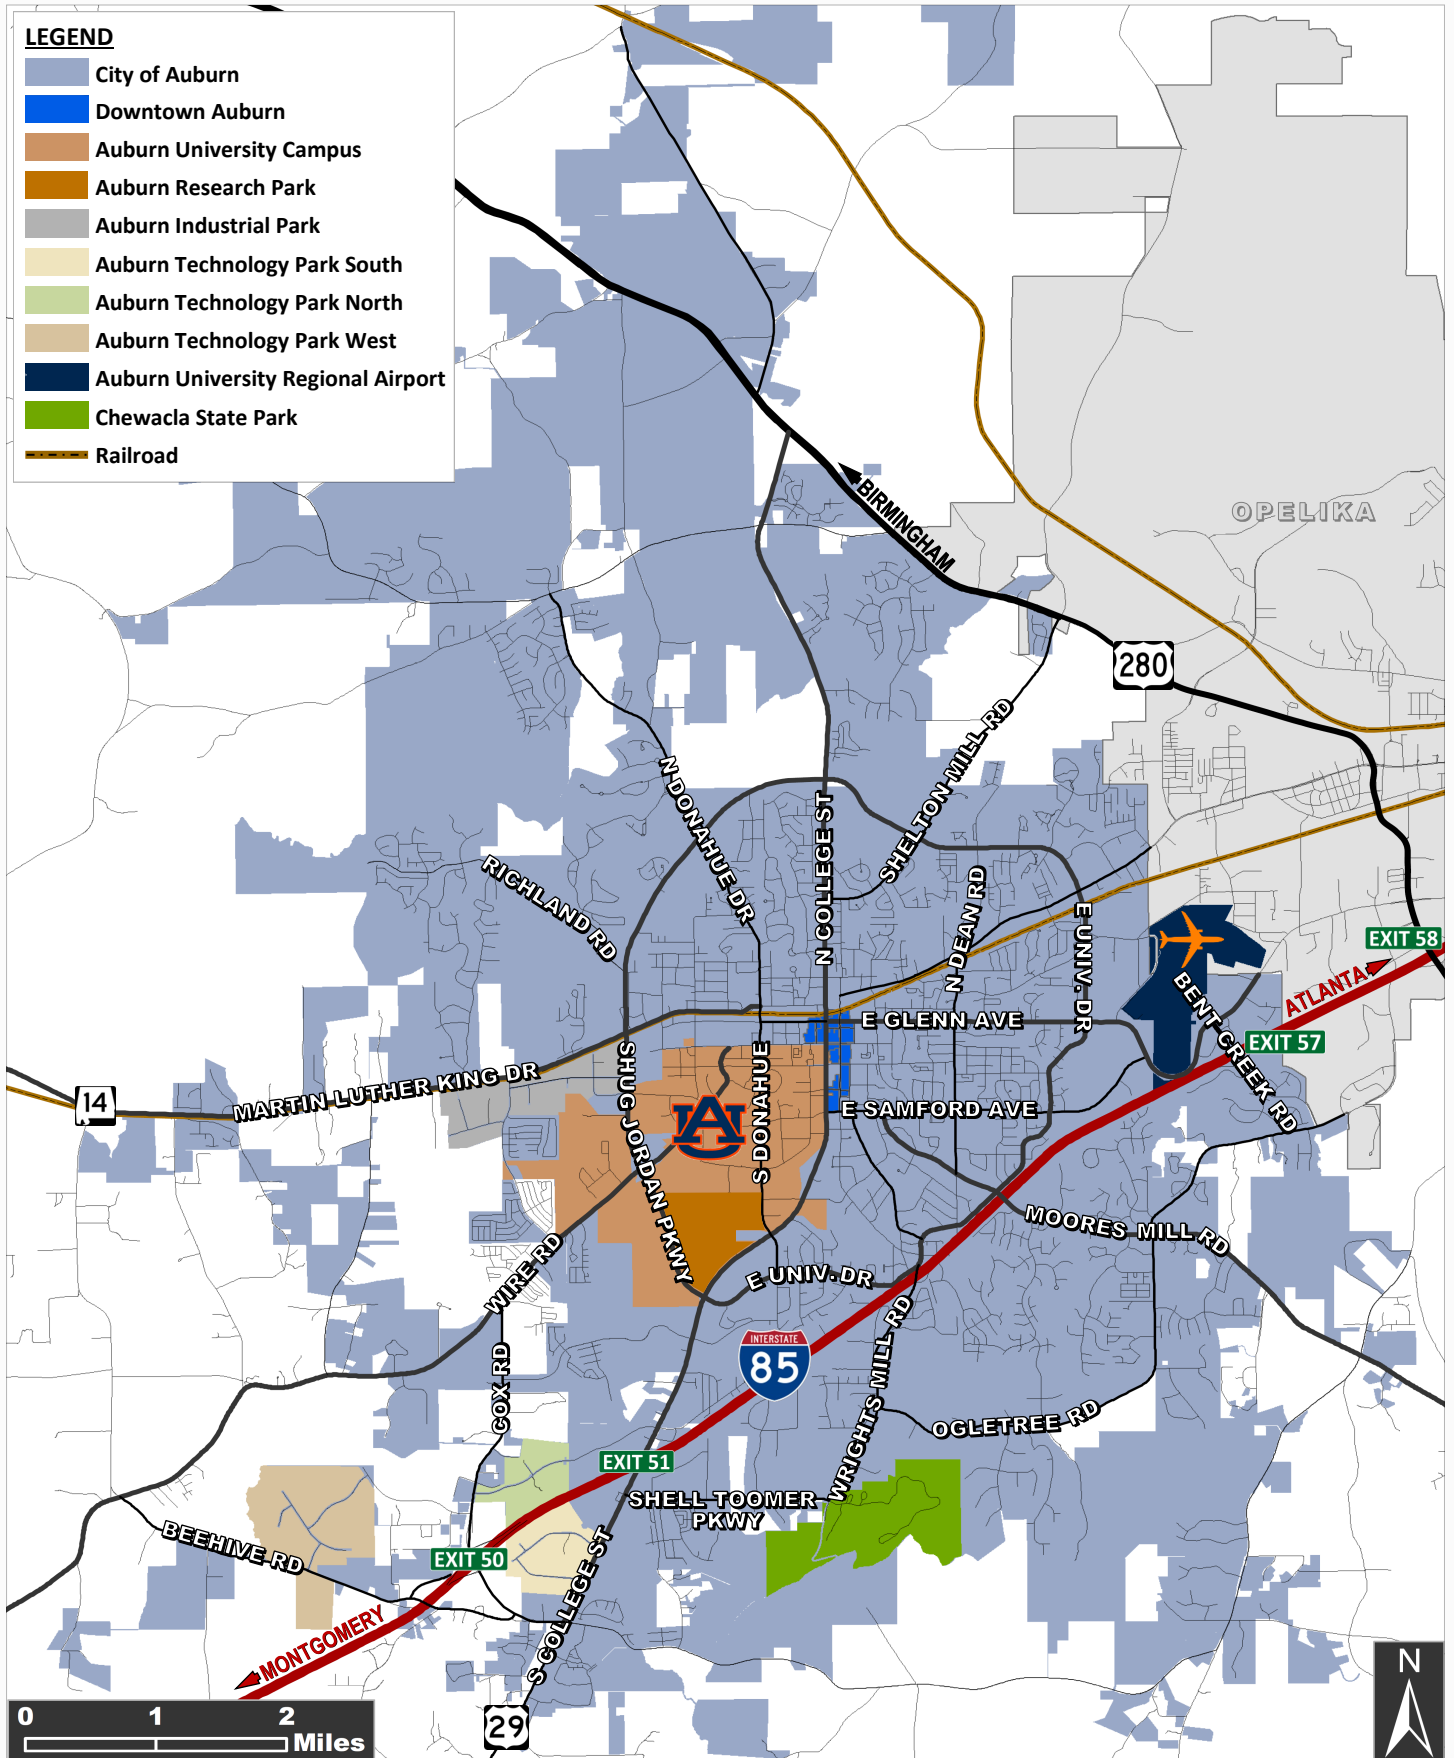 LEGEND
City of Auburn
Downtown Auburn
Auburn University Campus
Auburn Research Park
Auburn Industrial Park
Auburn Technology Park South
Auburn Technology Park North
Auburn Technology Park West
Auburn University Regional Airport
Chewacla State Park
Railroad
BIRMINGHAM
OPELIKA
280
SHELTON MILL RD
N DONAHUE DR
N COLLEGE ST
RICHLAND RD
N DEAN RD
E UNIV. DR
EXIT 58
ATLANTA
BENT CREEK RD
E GLENN AVE
EXIT 57
SHUG JORDAN PKWY
S DONAHUE
14
MARTIN LUTHER KING DR
AU
E SAMFORD AVE
MOORES MILL RD
WIRE RD
E UNIV. DR
INTERSTATE
85
WRIGHTS MILL RD
COX RD
OGLETREE RD
EXIT 51
SHELL TOOMER
PKWY
BEEHIVE RD
EXIT 50
S COLLEGE ST
MONTGOMERY
29
N
0 1 2
Miles